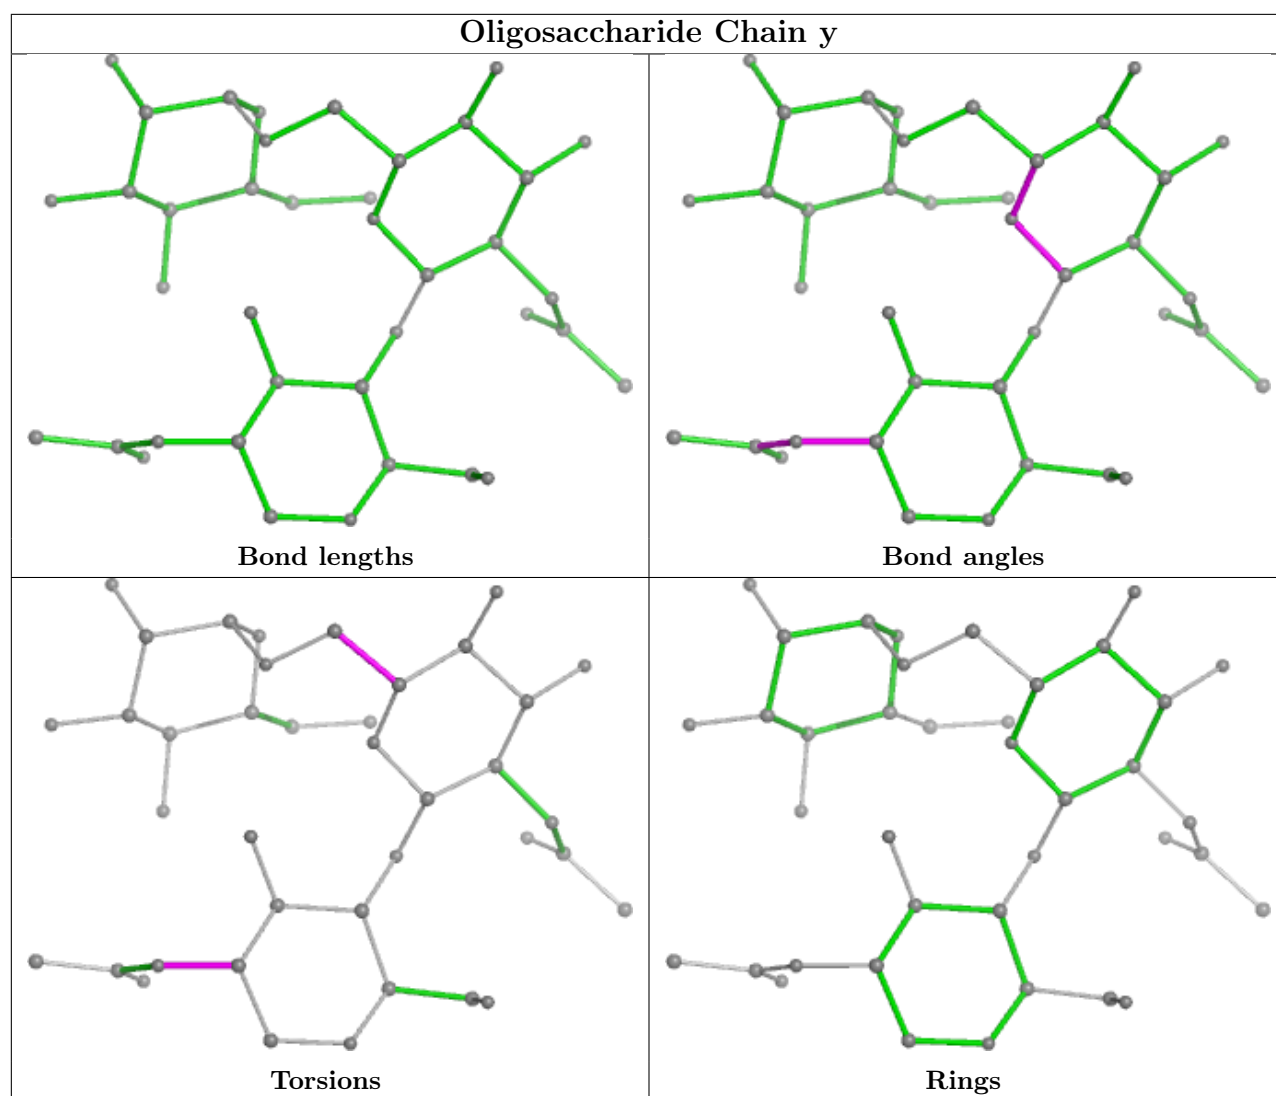 Oligosaccharide Chain y
Bond lengths
Bond angles
Torsions
Rings